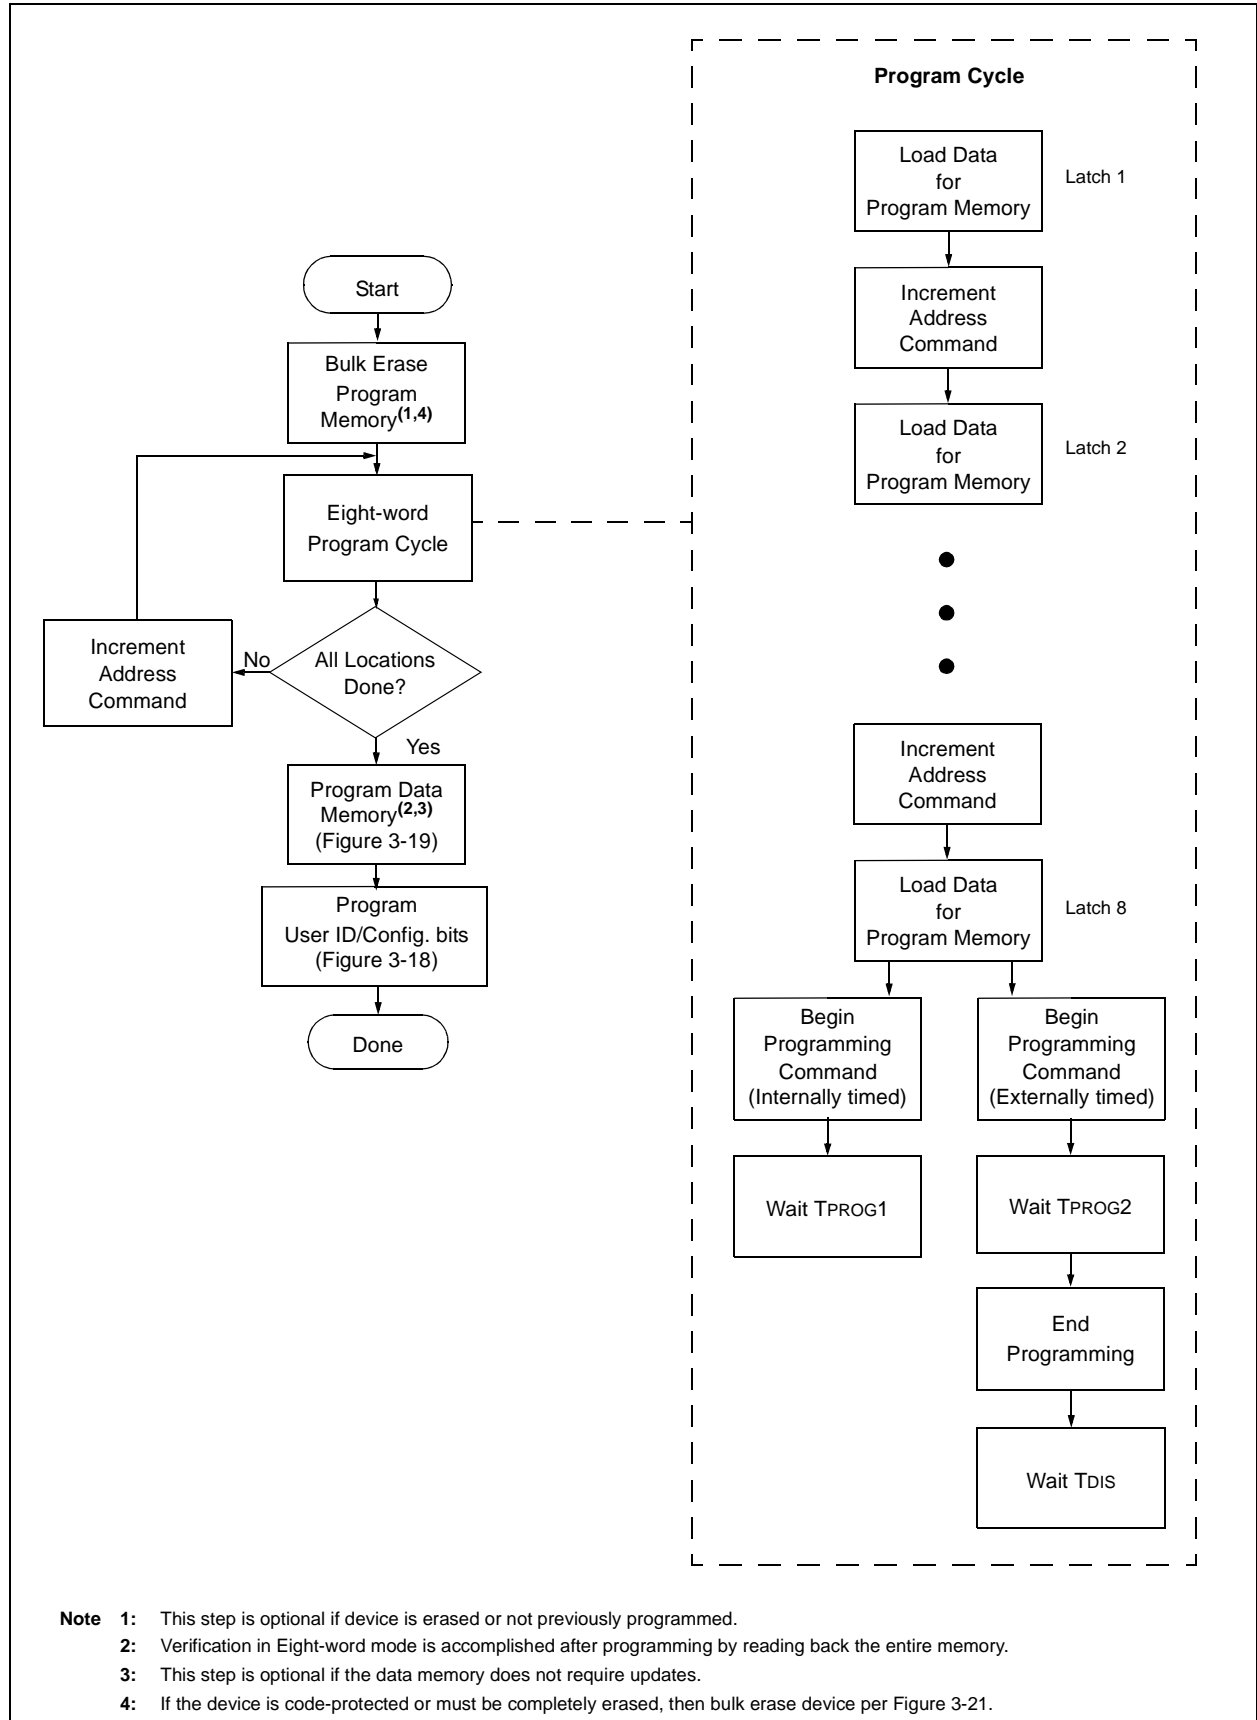 Start
Bulk Erase
Program
Memory(1,4)
Eight-word
Program Cycle
All Locations
Done?
No
Increment
Address
Command
Yes
Program Data
Memory(2,3)
(Figure 3-19)
Program
User ID/Config. bits
(Figure 3-18)
Done
Program Cycle
Load Data
for
Program Memory
Latch 1
Increment
Address
Command
Load Data
for
Program Memory
Latch 2
Increment
Address
Command
Load Data
for
Program Memory
Latch 8
Begin
Programming
Command
(Internally timed)
Wait TPROG1
Begin
Programming
Command
(Externally timed)
Wait TPROG2
End
Programming
Wait TDIS
Note 1: This step is optional if device is erased or not previously programmed.
2: Verification in Eight-word mode is accomplished after programming by reading back the entire memory.
3: This step is optional if the data memory does not require updates.
4: If the device is code-protected or must be completely erased, then bulk erase device per Figure 3-21.